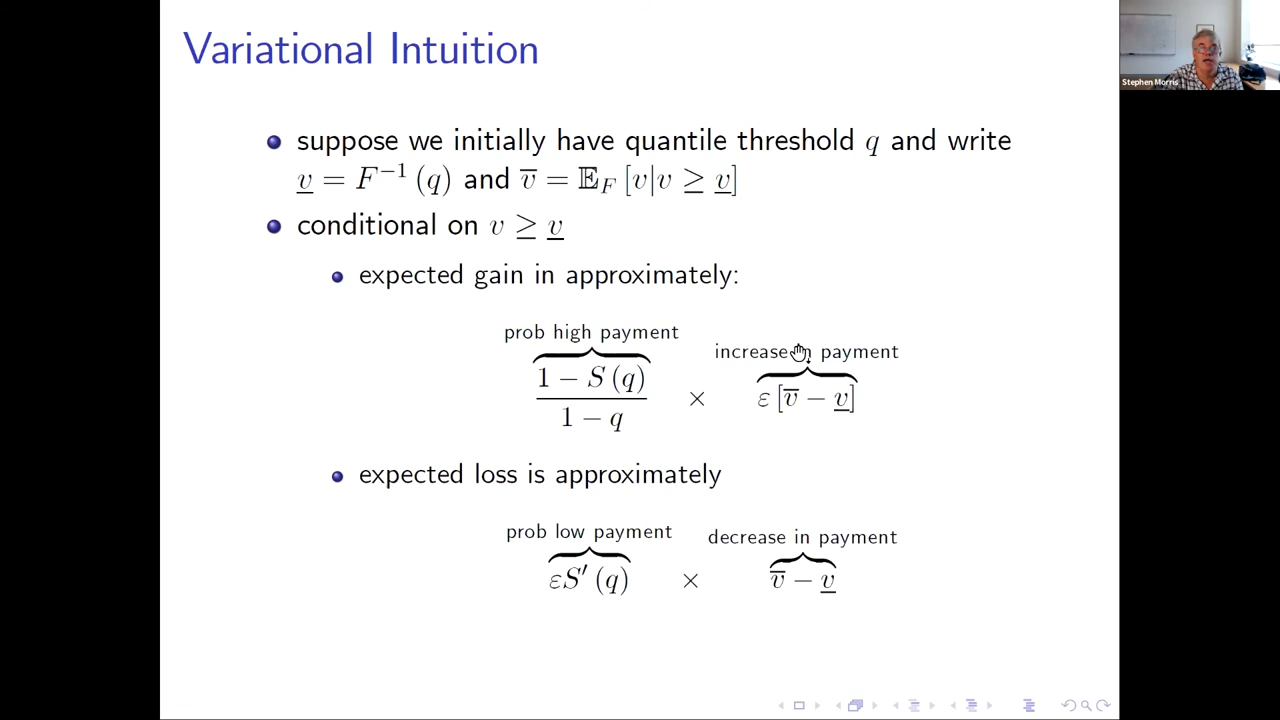 Variational Intuition
Stephen Morris
suppose we initially have quantile threshold q and write
v̲ = F⁻¹ (q) and v̅ = 𝔼_F [v|v ≥ v̲]
conditional on v ≥ v̲
expected gain in approximately:
prob high payment
increase in payment
(1 − S (q)) / (1 − q) × ε [v̅ − v̲]
expected loss is approximately
prob low payment
decrease in payment
εS′ (q) × v̅ − v̲